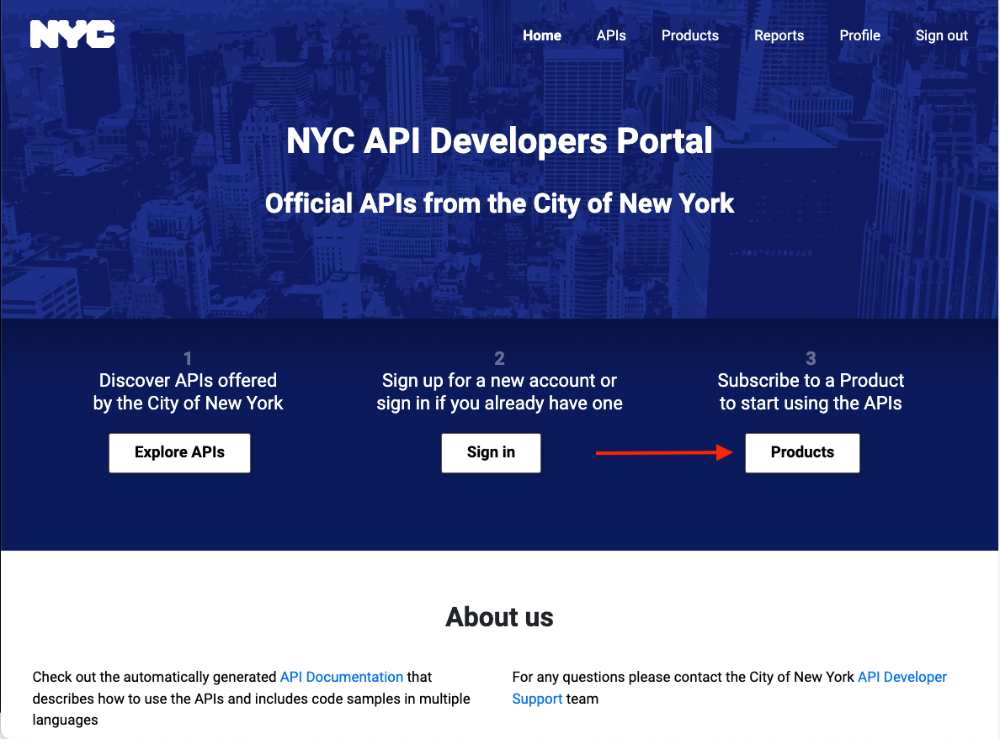 NYC
Home APIs Products Reports Profile Sign out
NYC API Developers Portal
Official APIs from the City of New York
1
Discover APIs offered
by the City of New York
Explore APIs
2
Sign up for a new account or
sign in if you already have one
Sign in
3
Subscribe to a Product
to start using the APIs
Products
About us
Check out the automatically generated API Documentation that
describes how to use the APIs and includes code samples in multiple
languages
For any questions please contact the City of New York API Developer
Support team